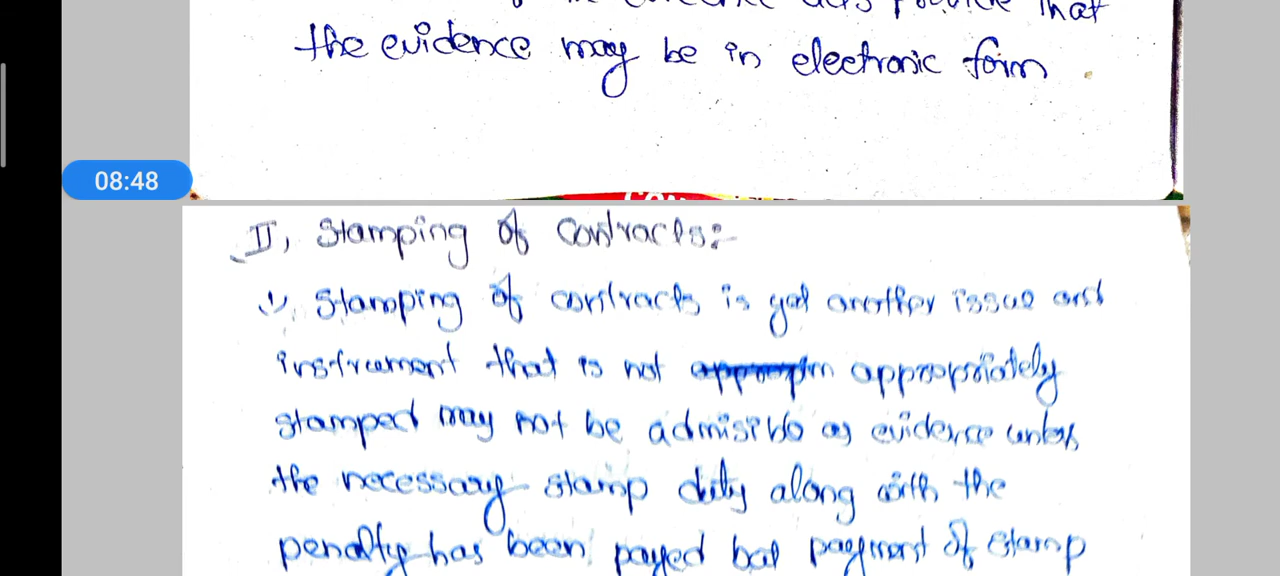 that
the evidence may be in electronic form.
08:48
II, Stamping of contracts:-
1, Stamping of contracts is yet another issue and
instrument that is not appropriately
stamped may not be admisible as evidence unless
the necessary stamp duty along with the
penalty has been payed but payment of stamp